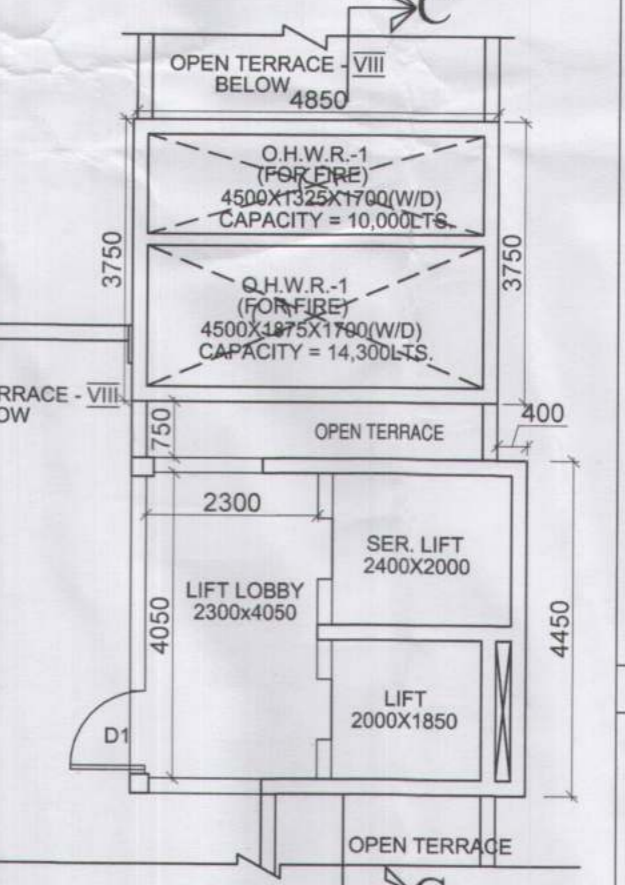 C
OPEN TERRACE - VIII
BELOW
4850
O.H.W.R.-1
(FOR FIRE)
4500X1325X1700(W/D)
CAPACITY = 10,000LTS.
3750
3750
O.H.W.R.-1
(FOR FIRE)
4500X1875X1700(W/D)
CAPACITY = 14,300LTS.
RRACE - VIII
OW
750
OPEN TERRACE
400
2300
SER. LIFT
2400X2000
LIFT LOBBY
2300x4050
4050
4450
LIFT
2000X1850
D1
OPEN TERRACE
C